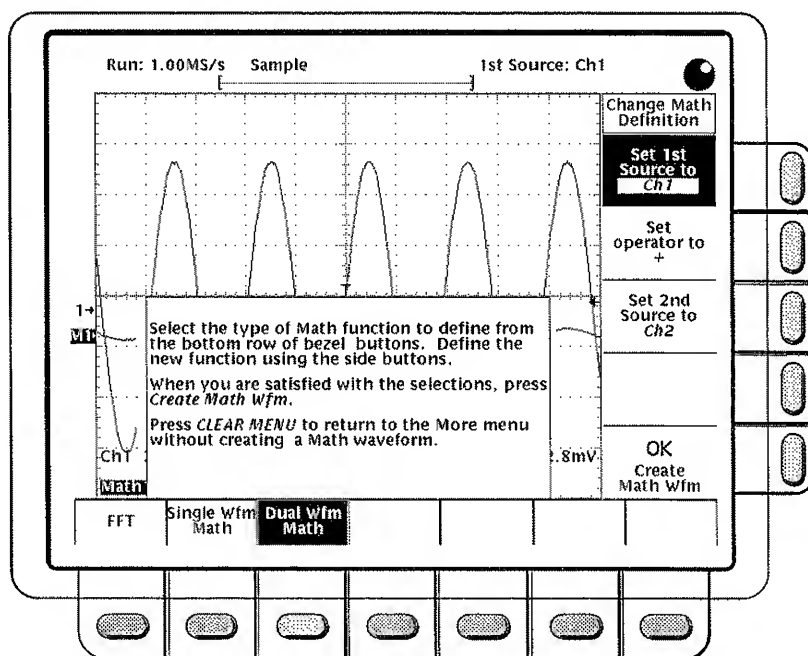 Run: 1.00MS/s Sample 1st Source: Ch1
Change Math
Definition
Set 1st
Source to
Ch1
Set
operator to
+
Set 2nd
Source to
Ch2
1→
M1
Select the type of Math function to define from
the bottom row of bezel buttons. Define the
new function using the side buttons.
When you are satisfied with the selections, press
Create Math Wfm.
Press CLEAR MENU to return to the More menu
without creating a Math waveform.
Ch1
.8mV
Math
OK
Create
Math Wfm
FFT
Single Wfm
Math
Dual Wfm
Math